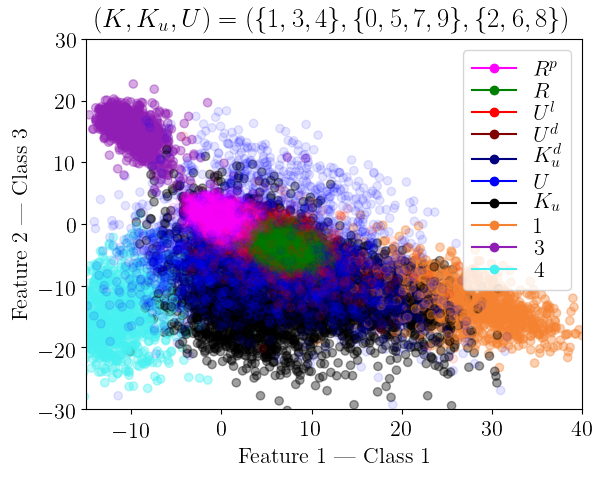 (K, K_u, U) = ({1, 3, 4}, {0, 5, 7, 9}, {2, 6, 8})
30
20
10
0
−10
−20
−30
Feature 2 — Class 3
R^p
R
U^l
U^d
K_u^d
U
K_u
1
3
4
−10
0
10
20
30
40
Feature 1 — Class 1